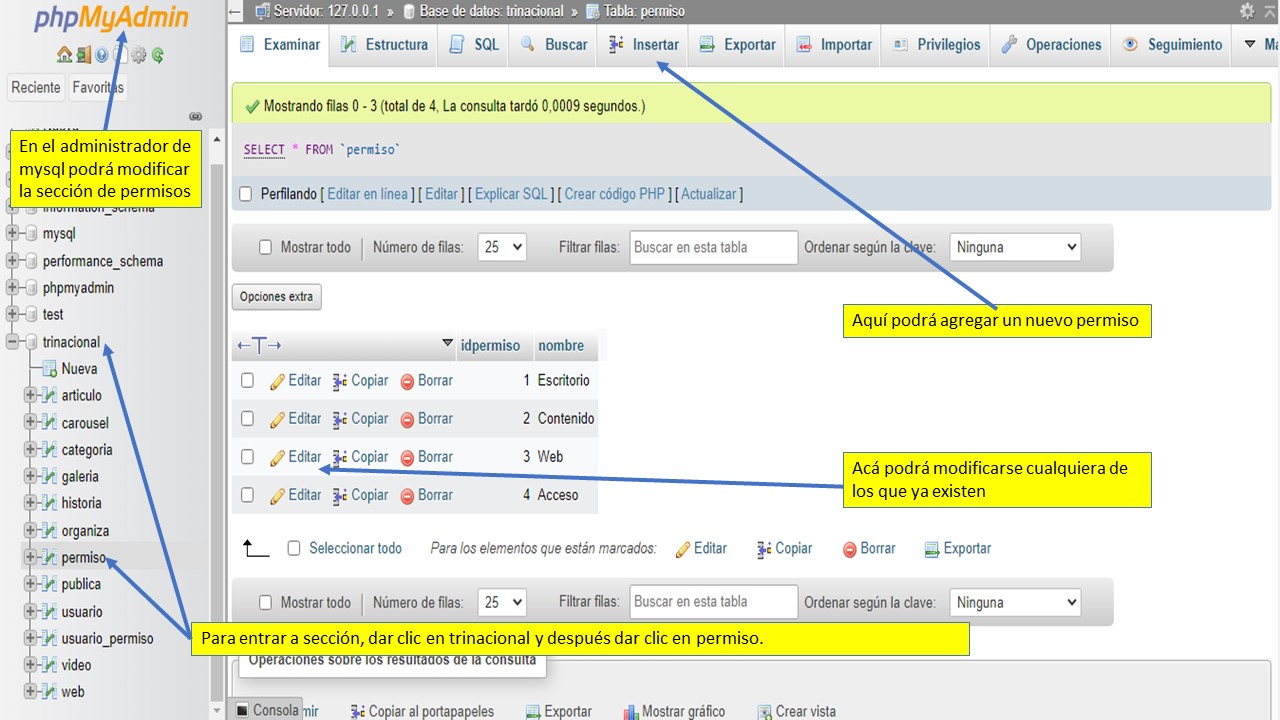 phpMyAdmin
Reciente Favoritas
En el administrador de
mysql podrá modificar
la sección de permisos
information_schema
mysql
performance_schema
phpmyadmin
test
trinacional
Nueva
articulo
carousel
categoria
galeria
historia
organiza
permiso
publica
usuario
usuario_permiso
video
web
Servidor: 127.0.0.1 » Base de datos: trinacional » Tabla: permiso
Examinar Estructura SQL Buscar Insertar Exportar Importar Privilegios Operaciones Seguimiento Má
Mostrando filas 0 - 3 (total de 4, La consulta tardó 0,0009 segundos.)
SELECT * FROM `permiso`
Perfilando [ Editar en línea ] [ Editar ] [ Explicar SQL ] [ Crear código PHP ] [ Actualizar ]
Mostrar todo Número de filas: 25 Filtrar filas: Buscar en esta tabla Ordenar según la clave: Ninguna
Opciones extra
Aquí podrá agregar un nuevo permiso
←T→ idpermiso nombre
Editar Copiar Borrar 1 Escritorio
Editar Copiar Borrar 2 Contenido
Editar Copiar Borrar 3 Web
Editar Copiar Borrar 4 Acceso
Acá podrá modificarse cualquiera de
los que ya existen
Seleccionar todo Para los elementos que están marcados: Editar Copiar Borrar Exportar
Mostrar todo Número de filas: 25 Filtrar filas: Buscar en esta tabla Ordenar según la clave: Ninguna
Para entrar a sección, dar clic en trinacional y después dar clic en permiso.
Operaciones sobre los resultados de la consulta
Consola mir Copiar al portapapeles Exportar Mostrar gráfico Crear vista